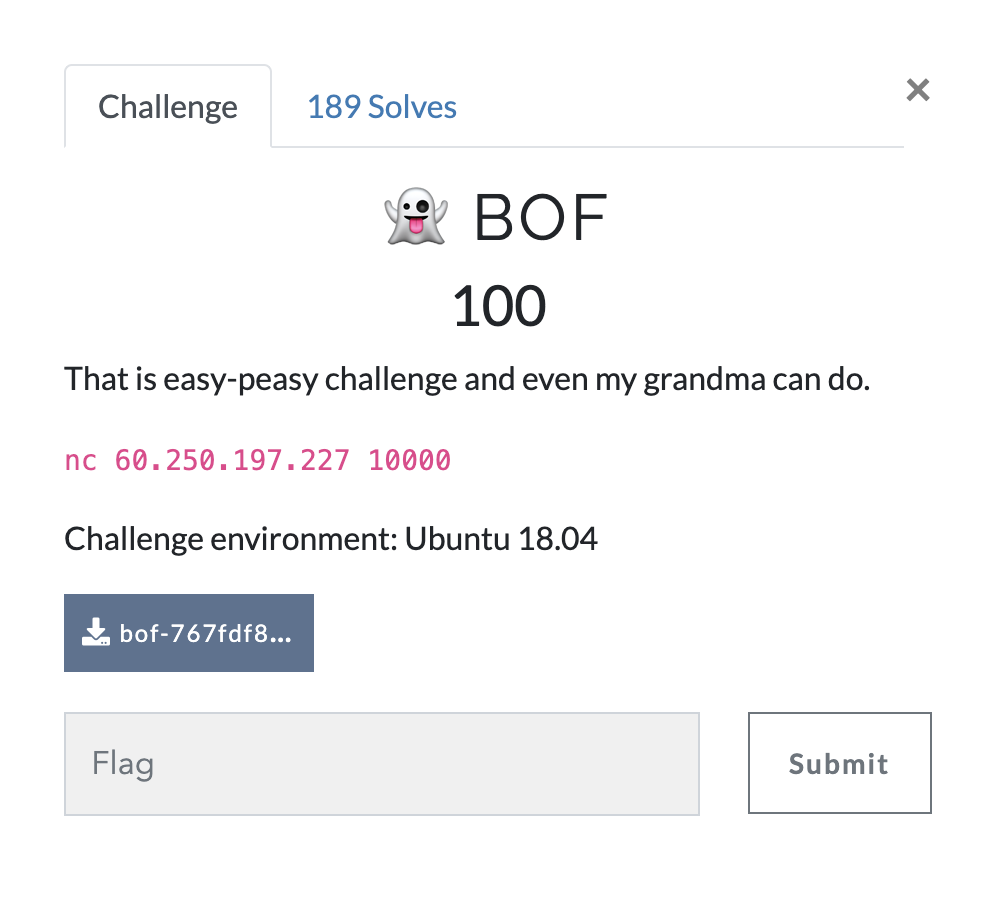 Challenge
189 Solves
×
👻 BOF
100
That is easy-peasy challenge and even my grandma can do.
nc 60.250.197.227 10000
Challenge environment: Ubuntu 18.04
bof-767fdf8...
Flag
Submit